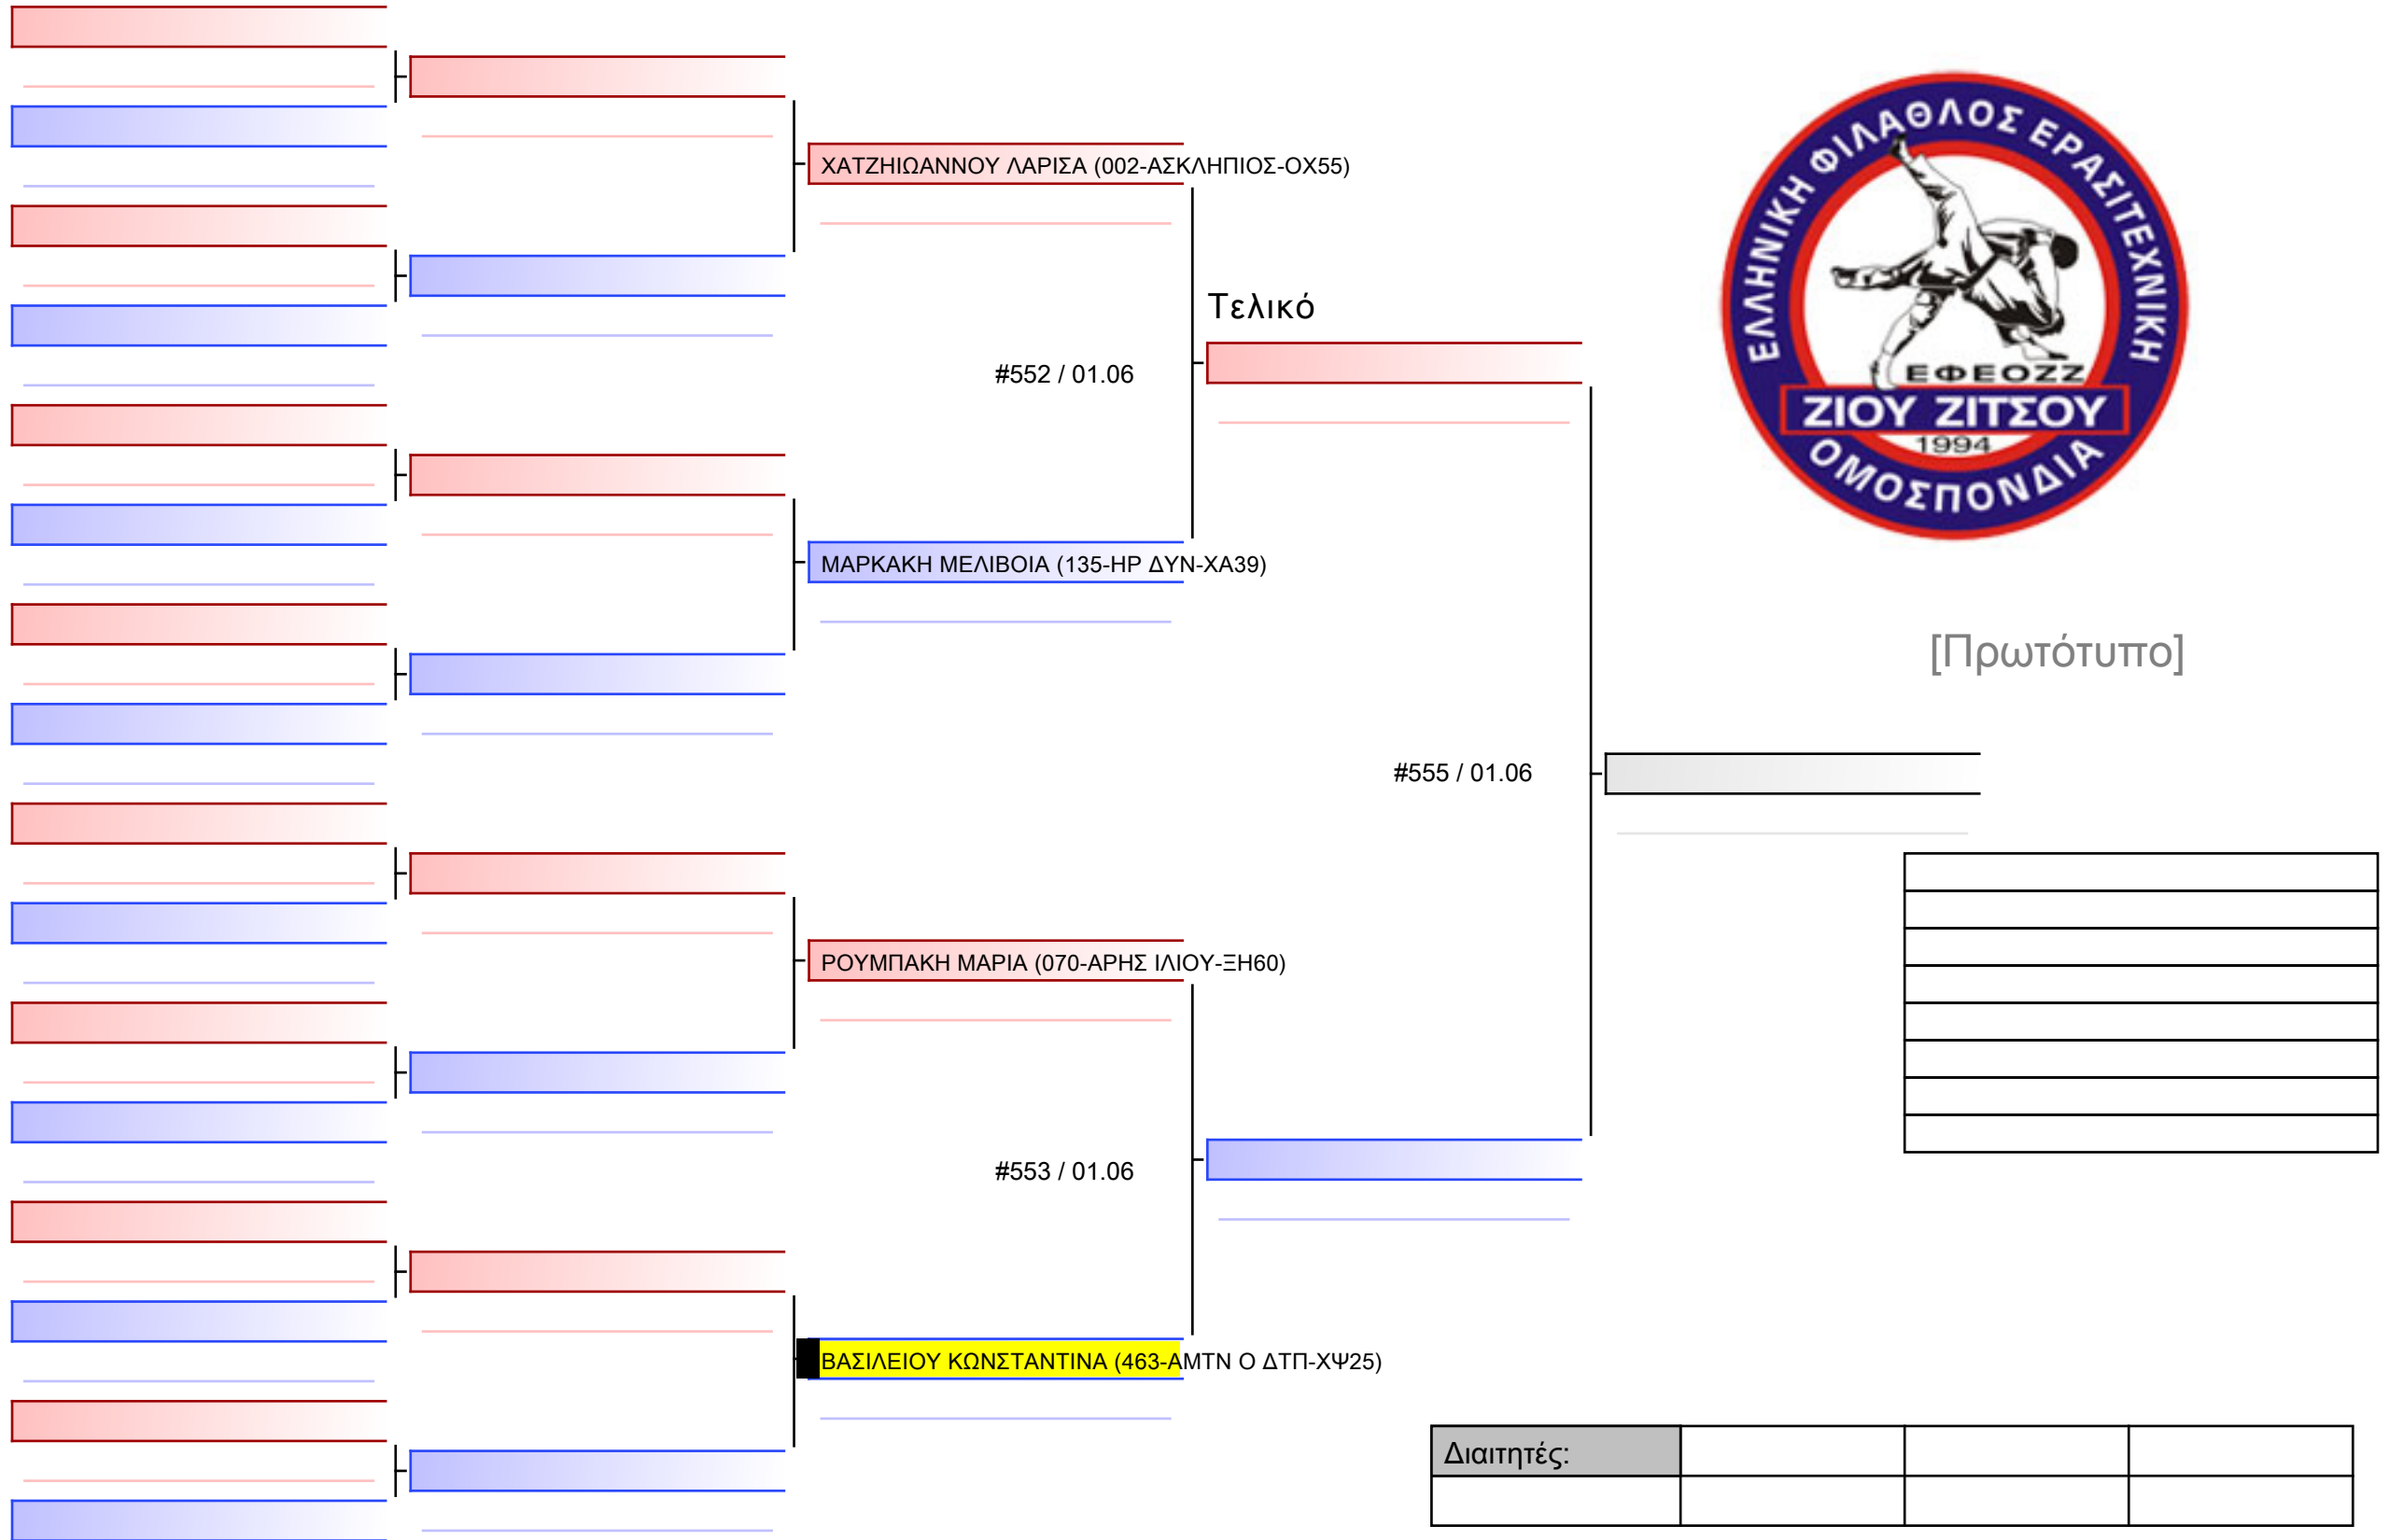 ΧΑΤΖΗΙΩΑΝΝΟΥ ΛΑΡΙΣΑ (002-ΑΣΚΛΗΠΙΟΣ-ΟΧ55)
Τελικό
#552 / 01.06
ΜΑΡΚΑΚΗ ΜΕΛΙΒΟΙΑ (135-ΗΡ ΔΥΝ-ΧΑ39)
ΕΛΛΗΝΙΚΗ ΦΙΛΑΘΛΟΣ ΕΡΑΣΙΤΕΧΝΙΚΗ
ΕΦΕΟΖΖ
ΖΙΟΥ ΖΙΤΣΟΥ
1994
ΟΜΟΣΠΟΝΔΙΑ
[Πρωτότυπο]
#555 / 01.06
ΡΟΥΜΠΑΚΗ ΜΑΡΙΑ (070-ΑΡΗΣ ΙΛΙΟΥ-ΞΗ60)
#553 / 01.06
ΒΑΣΙΛΕΙΟΥ ΚΩΝΣΤΑΝΤΙΝΑ (463-ΑΜΤΝ Ο ΔΤΠ-ΧΨ25)
Διαιτητές: